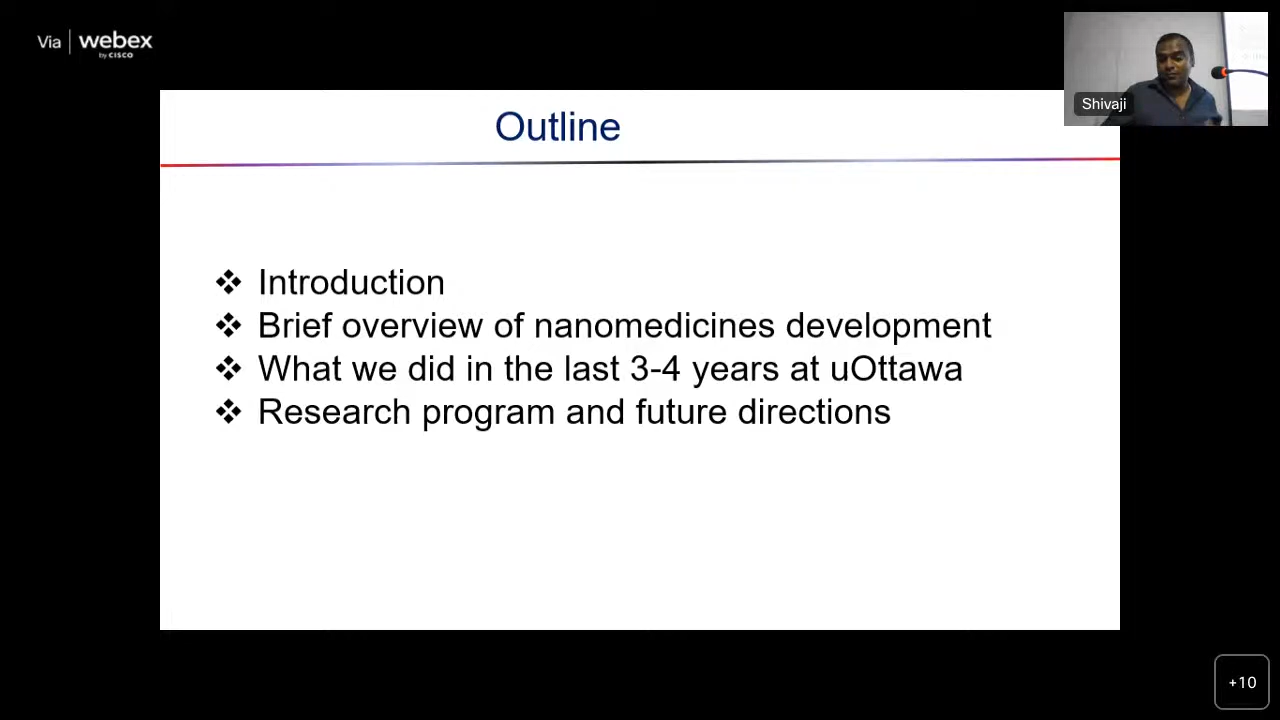 Via | webex
by CISCO
Shivaji
Outline
❖ Introduction
❖ Brief overview of nanomedicines development
❖ What we did in the last 3-4 years at uOttawa
❖ Research program and future directions
+10